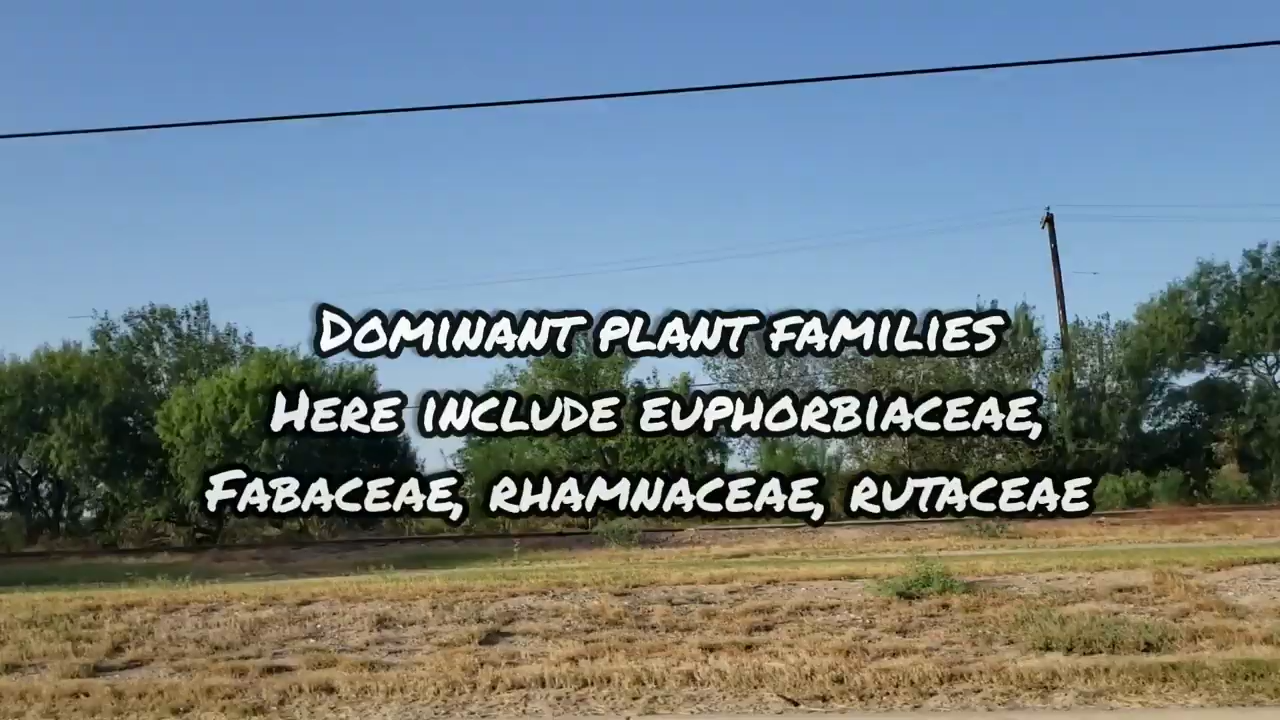 Dominant plant families
Here include euphorbiaceae,
Fabaceae, rhamnaceae, rutaceae